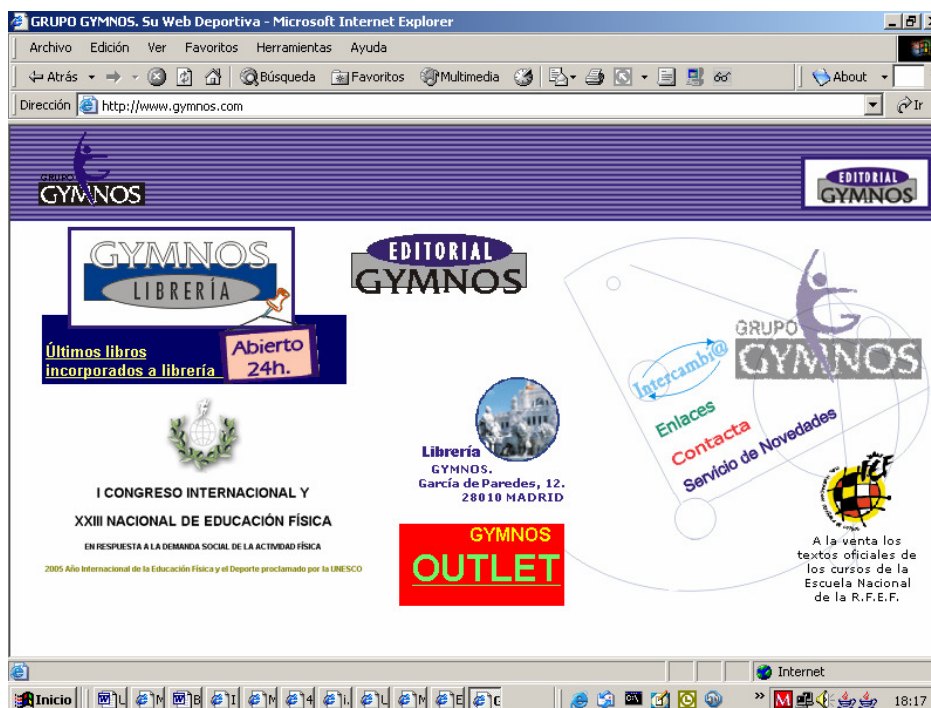 GRUPO GYMNOS. Su Web Deportiva - Microsoft Internet Explorer
Archivo Edición Ver Favoritos Herramientas Ayuda
Atrás Búsqueda Favoritos Multimedia About
Dirección http://www.gymnos.com Ir
GRUPO
GYMNOS
EDITORIAL
GYMNOS
GYMNOS
LIBRERÍA
Últimos libros
incorporados a librería
Abierto
24h.
EDITORIAL
GYMNOS
GRUPO
GYMNOS
Intercambi@
Enlaces
Contacta
Servicio de Novedades
I CONGRESO INTERNACIONAL Y
XXIII NACIONAL DE EDUCACIÓN FÍSICA
EN RESPUESTA A LA DEMANDA SOCIAL DE LA ACTIVIDAD FÍSICA
2005 Año Internacional de la Educación Física y el Deporte proclamado por la UNESCO
Librería
GYMNOS.
García de Paredes, 12.
28010 MADRID
GYMNOS
OUTLET
A la venta los
textos oficiales de
los cursos de la
Escuela Nacional
de la R.F.E.F.
Internet
Inicio
18:17